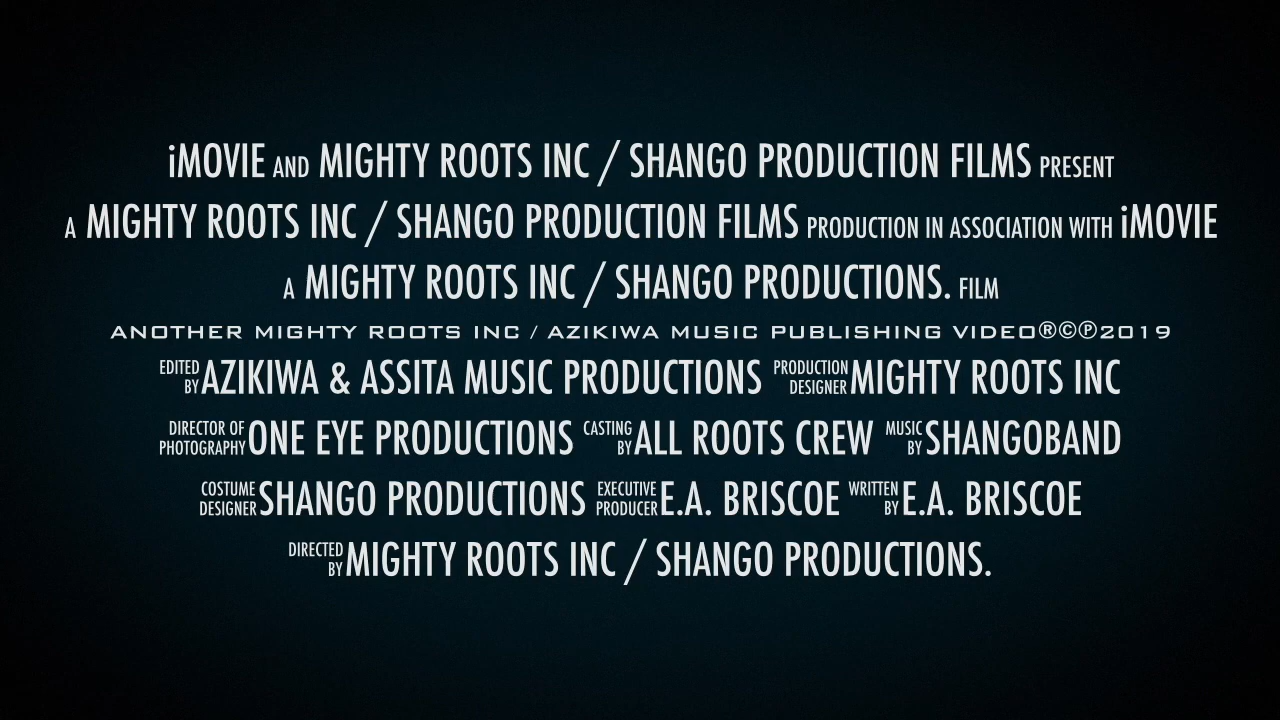 iMOVIE AND MIGHTY ROOTS INC / SHANGO PRODUCTION FILMS PRESENT
A MIGHTY ROOTS INC / SHANGO PRODUCTION FILMS PRODUCTION IN ASSOCIATION WITH iMOVIE
A MIGHTY ROOTS INC / SHANGO PRODUCTIONS. FILM
ANOTHER MIGHTY ROOTS INC / AZIKIWA MUSIC PUBLISHING VIDEO®©℗2019
EDITED BY AZIKIWA & ASSITA MUSIC PRODUCTIONS PRODUCTION DESIGNER MIGHTY ROOTS INC
DIRECTOR OF PHOTOGRAPHY ONE EYE PRODUCTIONS CASTING BY ALL ROOTS CREW MUSIC BY SHANGOBAND
COSTUME DESIGNER SHANGO PRODUCTIONS EXECUTIVE PRODUCER E.A. BRISCOE WRITTEN BY E.A. BRISCOE
DIRECTED BY MIGHTY ROOTS INC / SHANGO PRODUCTIONS.